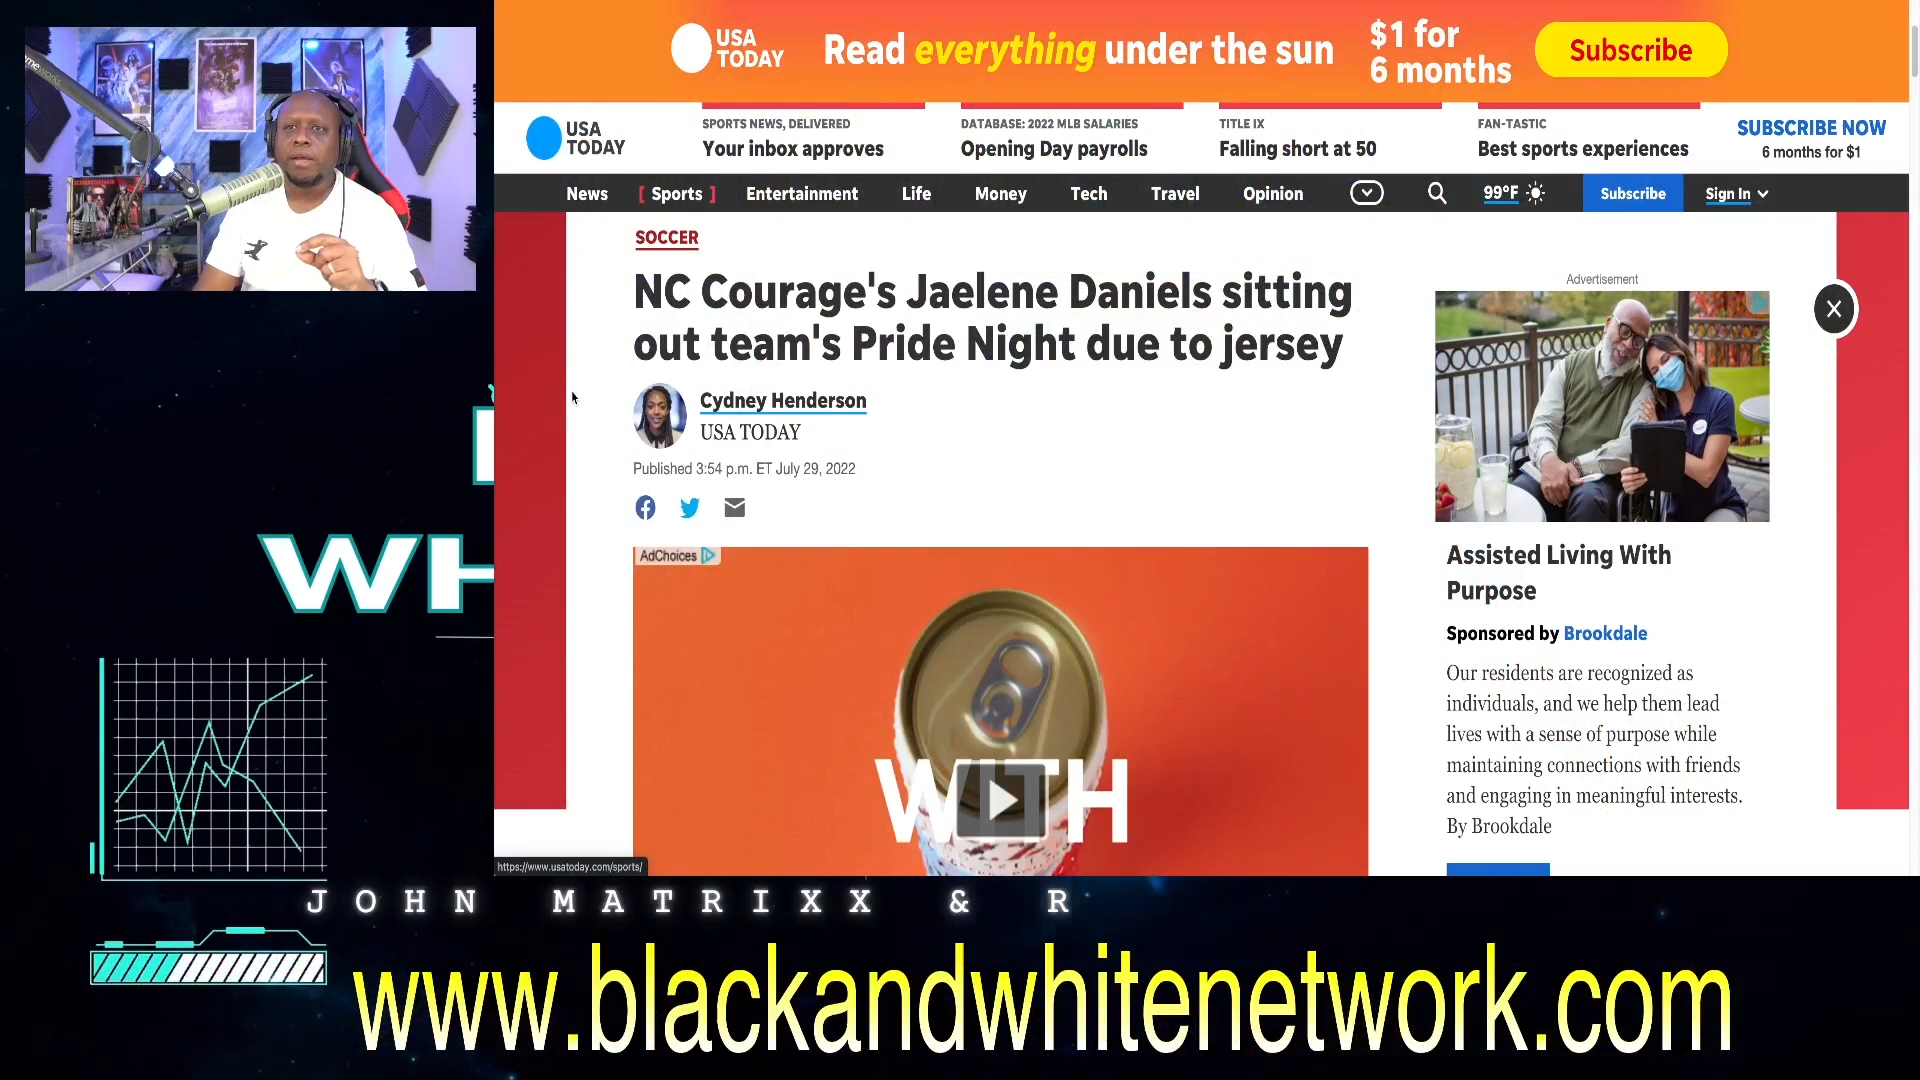 USA
TODAY
Read everything under the sun
$1 for
6 months
Subscribe
USA
TODAY
SPORTS NEWS, DELIVERED
Your inbox approves
DATABASE: 2022 MLB SALARIES
Opening Day payrolls
TITLE IX
Falling short at 50
FAN-TASTIC
Best sports experiences
SUBSCRIBE NOW
6 months for $1
News [ Sports ] Entertainment Life Money Tech Travel Opinion 99°F Subscribe Sign In
SOCCER
NC Courage's Jaelene Daniels sitting
out team's Pride Night due to jersey
Cydney Henderson
USA TODAY
Published 3:54 p.m. ET July 29, 2022
AdChoices
WITH
Advertisement
Assisted Living With
Purpose
Sponsored by Brookdale
Our residents are recognized as
individuals, and we help them lead
lives with a sense of purpose while
maintaining connections with friends
and engaging in meaningful interests.
By Brookdale
https://www.usatoday.com/sports/
WH
JOHN MATRIXX & R
www.blackandwhitenetwork.com